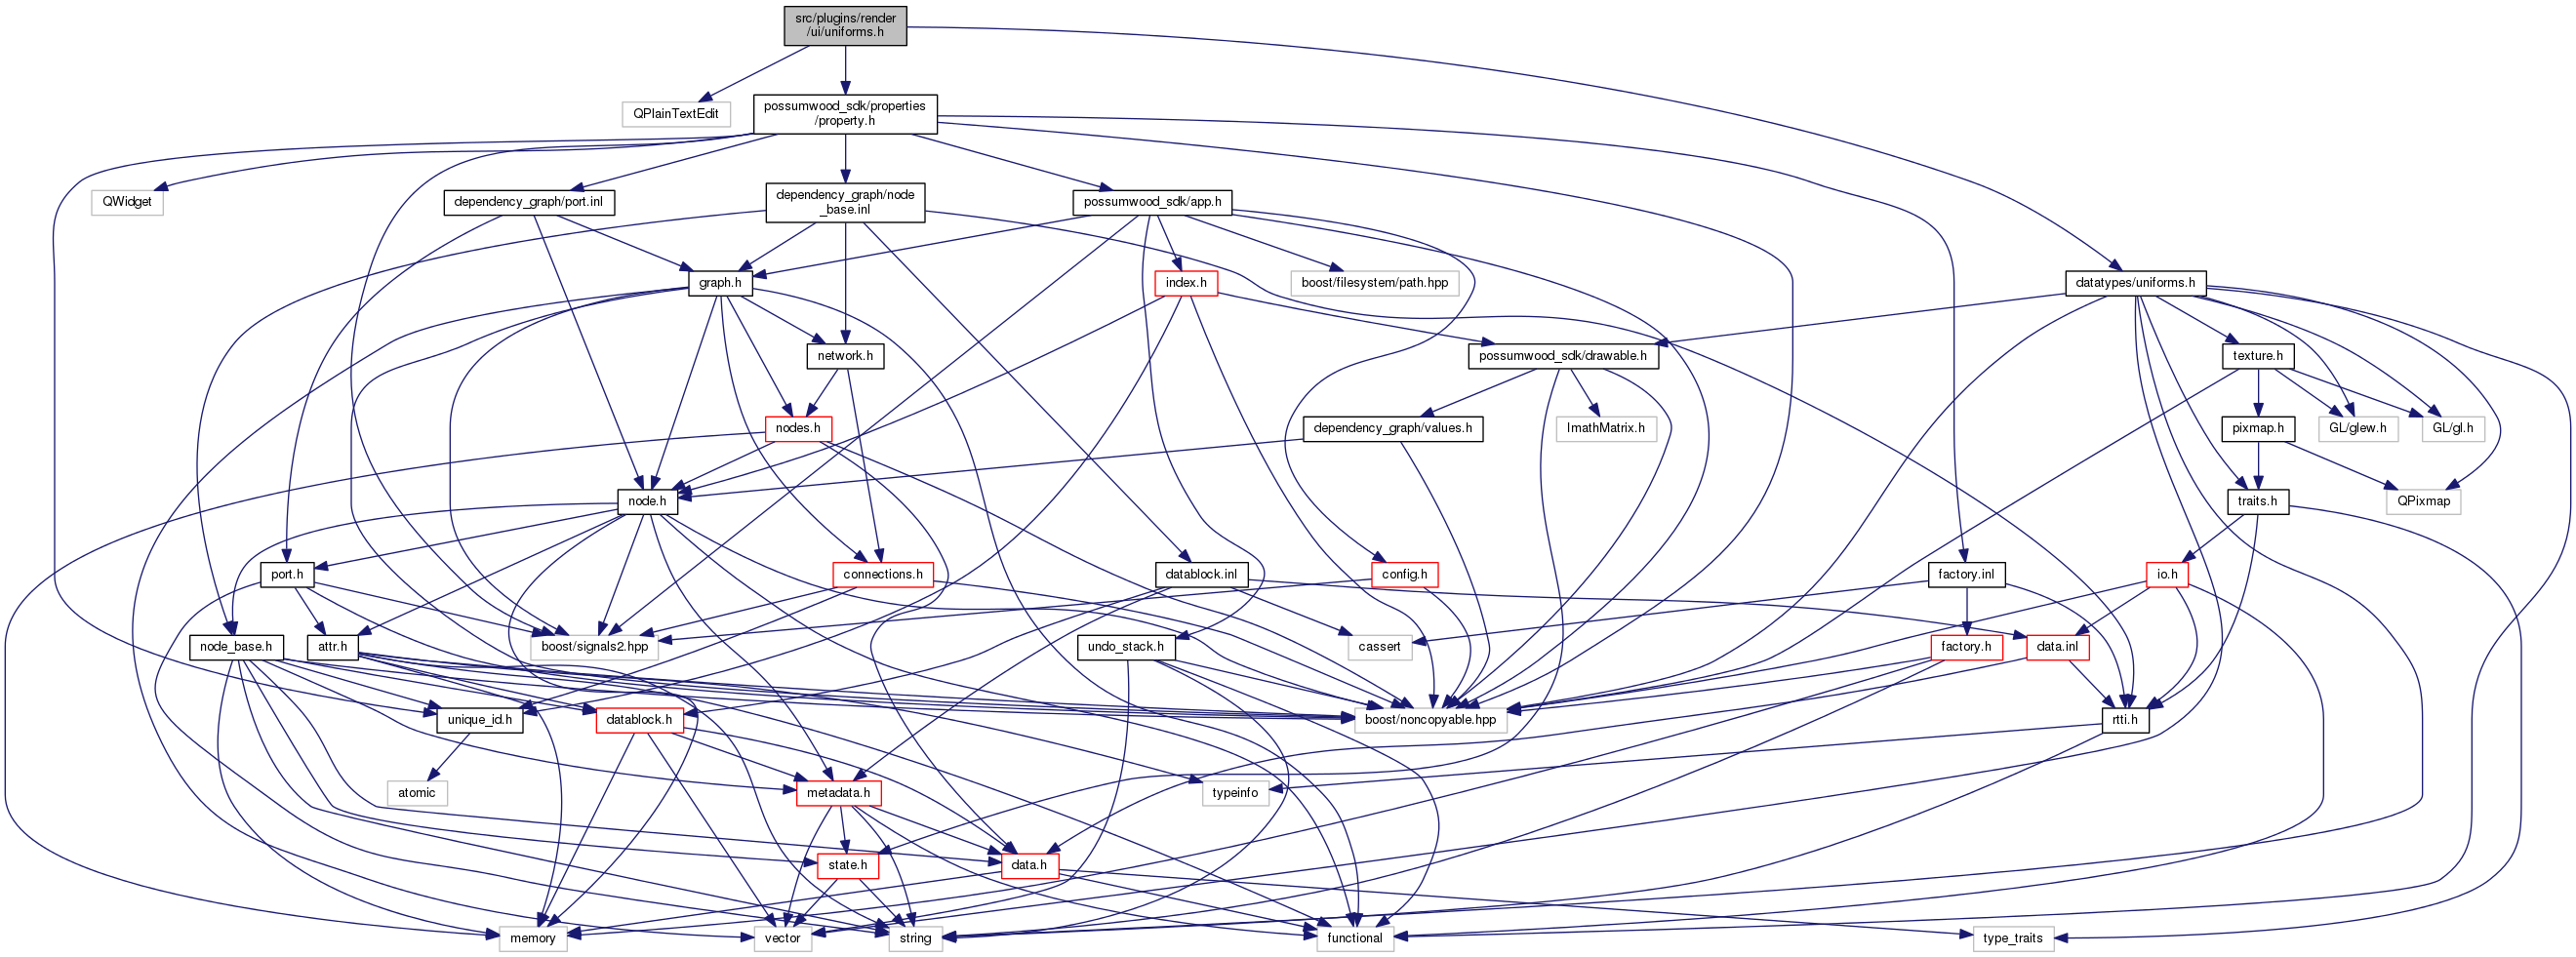 src/plugins/render
/ui/uniforms.h
QPlainTextEdit
possumwood_sdk/properties
/property.h
QWidget
dependency_graph/port.inl
dependency_graph/node
_base.inl
possumwood_sdk/app.h
graph.h
index.h
boost/filesystem/path.hpp
datatypes/uniforms.h
network.h
possumwood_sdk/drawable.h
texture.h
nodes.h
dependency_graph/values.h
ImathMatrix.h
pixmap.h
GL/glew.h
GL/gl.h
node.h
traits.h
QPixmap
port.h
connections.h
datablock.inl
config.h
factory.inl
io.h
node_base.h
attr.h
boost/signals2.hpp
undo_stack.h
cassert
factory.h
data.inl
unique_id.h
datablock.h
boost/noncopyable.hpp
rtti.h
atomic
metadata.h
typeinfo
state.h
data.h
memory
vector
string
functional
type_traits